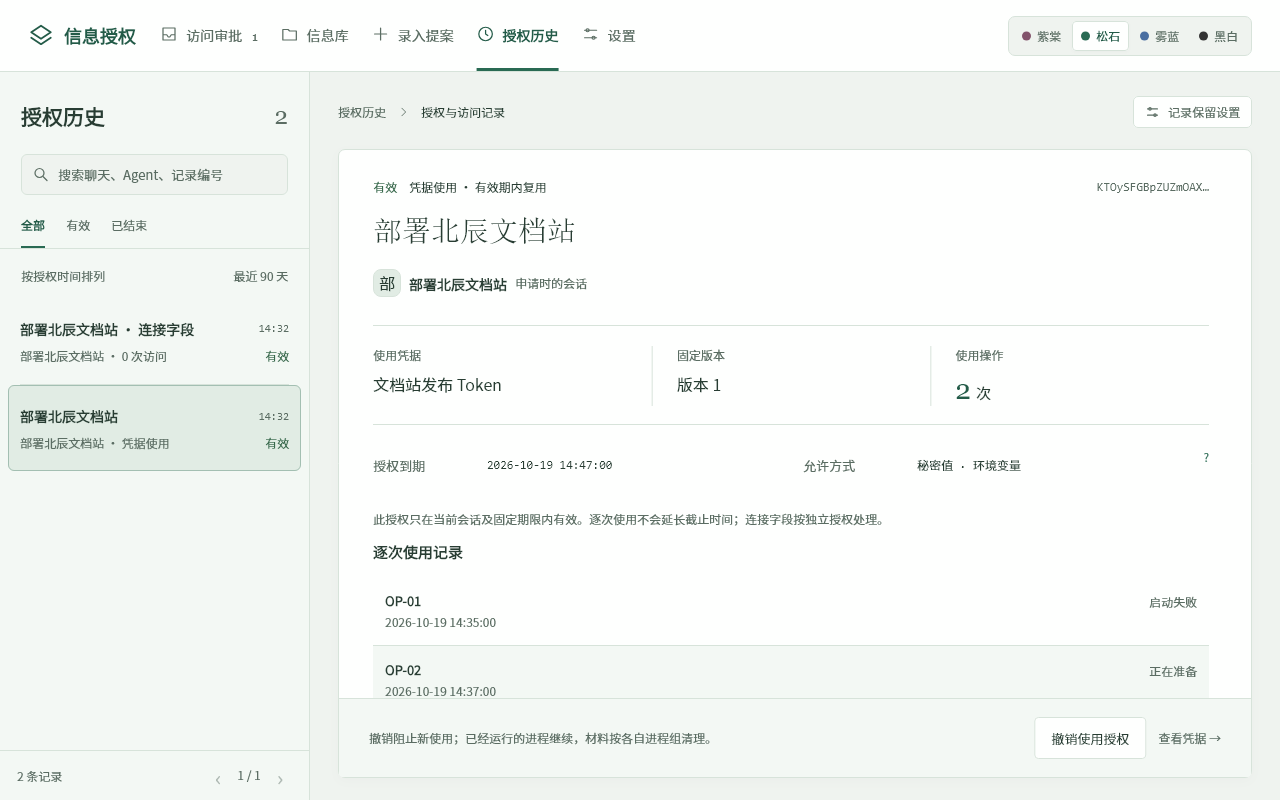 信息授权
访问审批 1
信息库
录入提案
授权历史
设置
紫棠
松石
雾蓝
黑白
授权历史 2
搜索聊天、Agent、记录编号
全部 有效 已结束
按授权时间排列 最近 90 天
部署北辰文档站 · 连接字段 14:32
部署北辰文档站 · 0 次访问 有效
部署北辰文档站 14:32
部署北辰文档站 · 凭据使用 有效
2 条记录 ‹ 1 / 1 ›
授权历史 > 授权与访问记录
记录保留设置
有效 凭据使用 · 有效期内复用 KTOySFGBpZUZmOAX…
部署北辰文档站
部 部署北辰文档站 申请时的会话
使用凭据 固定版本 使用操作
文档站发布 Token 版本 1 2 次
授权到期 2026-10-19 14:47:00 允许方式 秘密值 · 环境变量 ?
此授权只在当前会话及固定期限内有效。逐次使用不会延长截止时间；连接字段按独立授权处理。
逐次使用记录
OP-01 启动失败
2026-10-19 14:35:00
OP-02 正在准备
2026-10-19 14:37:00
撤销阻止新使用；已经运行的进程继续，材料按各自进程组清理。
撤销使用授权
查看凭据 →